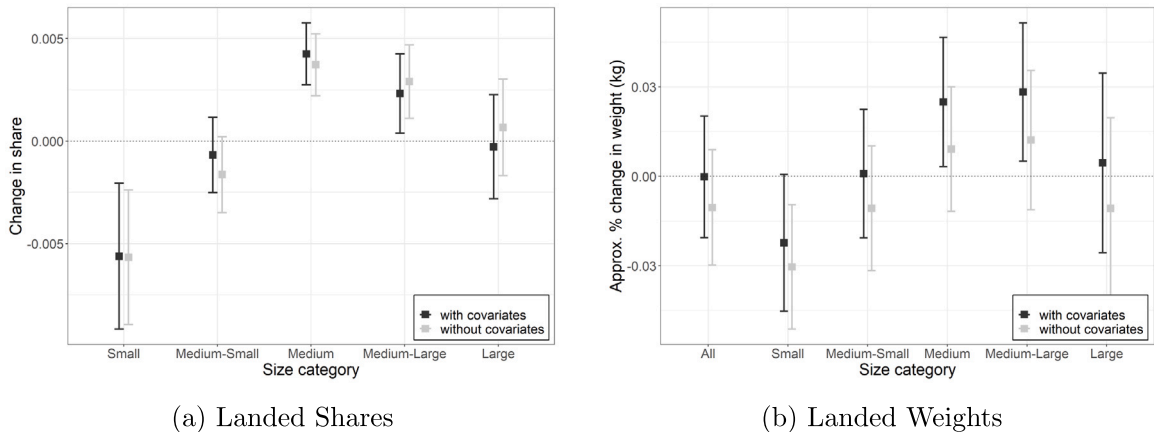 Change in share
0.005
0.000
-0.005
with covariates
without covariates
Small Medium-Small Medium Medium-Large Large
Size category
(a) Landed Shares
Approx. % change in weight (kg)
0.03
0.00
-0.03
with covariates
without covariates
All Small Medium-Small Medium Medium-Large Large
Size category
(b) Landed Weights